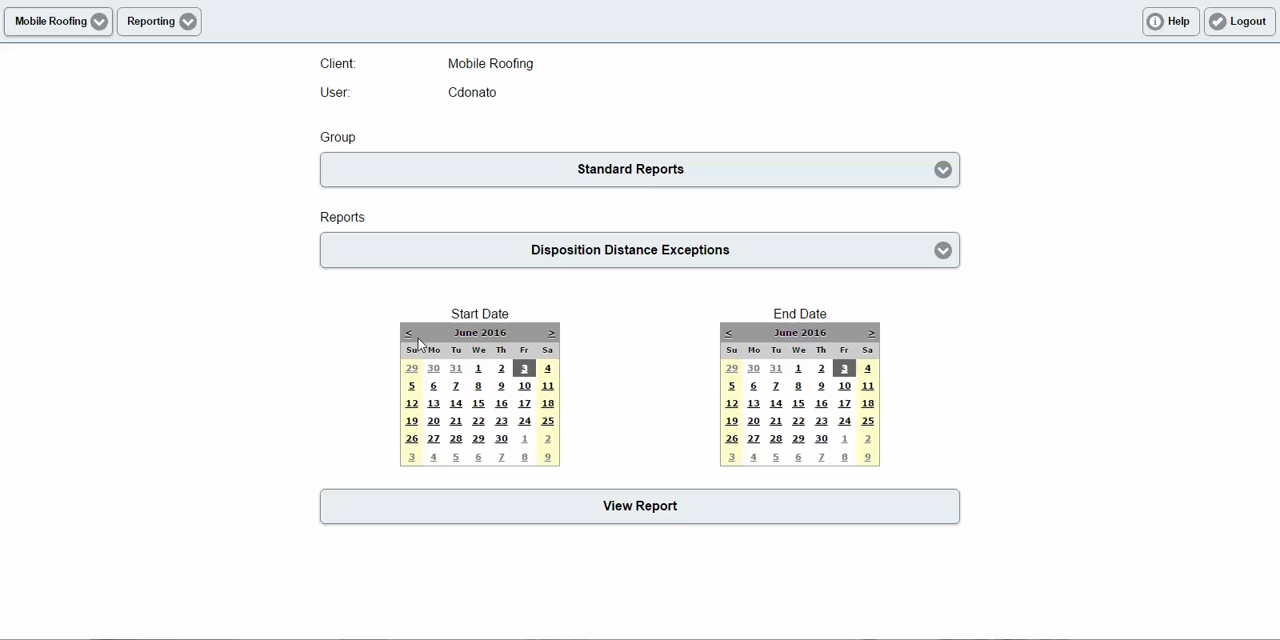 Mobile Roofing Reporting Help Logout
Client: Mobile Roofing
User: Cdonato
Group
Standard Reports
Reports
Disposition Distance Exceptions
Start Date
< June 2016 >
Su Mo Tu We Th Fr Sa
29 30 31 1 2 3 4
5 6 7 8 9 10 11
12 13 14 15 16 17 18
19 20 21 22 23 24 25
26 27 28 29 30 1 2
3 4 5 6 7 8 9
End Date
< June 2016 >
Su Mo Tu We Th Fr Sa
29 30 31 1 2 3 4
5 6 7 8 9 10 11
12 13 14 15 16 17 18
19 20 21 22 23 24 25
26 27 28 29 30 1 2
3 4 5 6 7 8 9
View Report